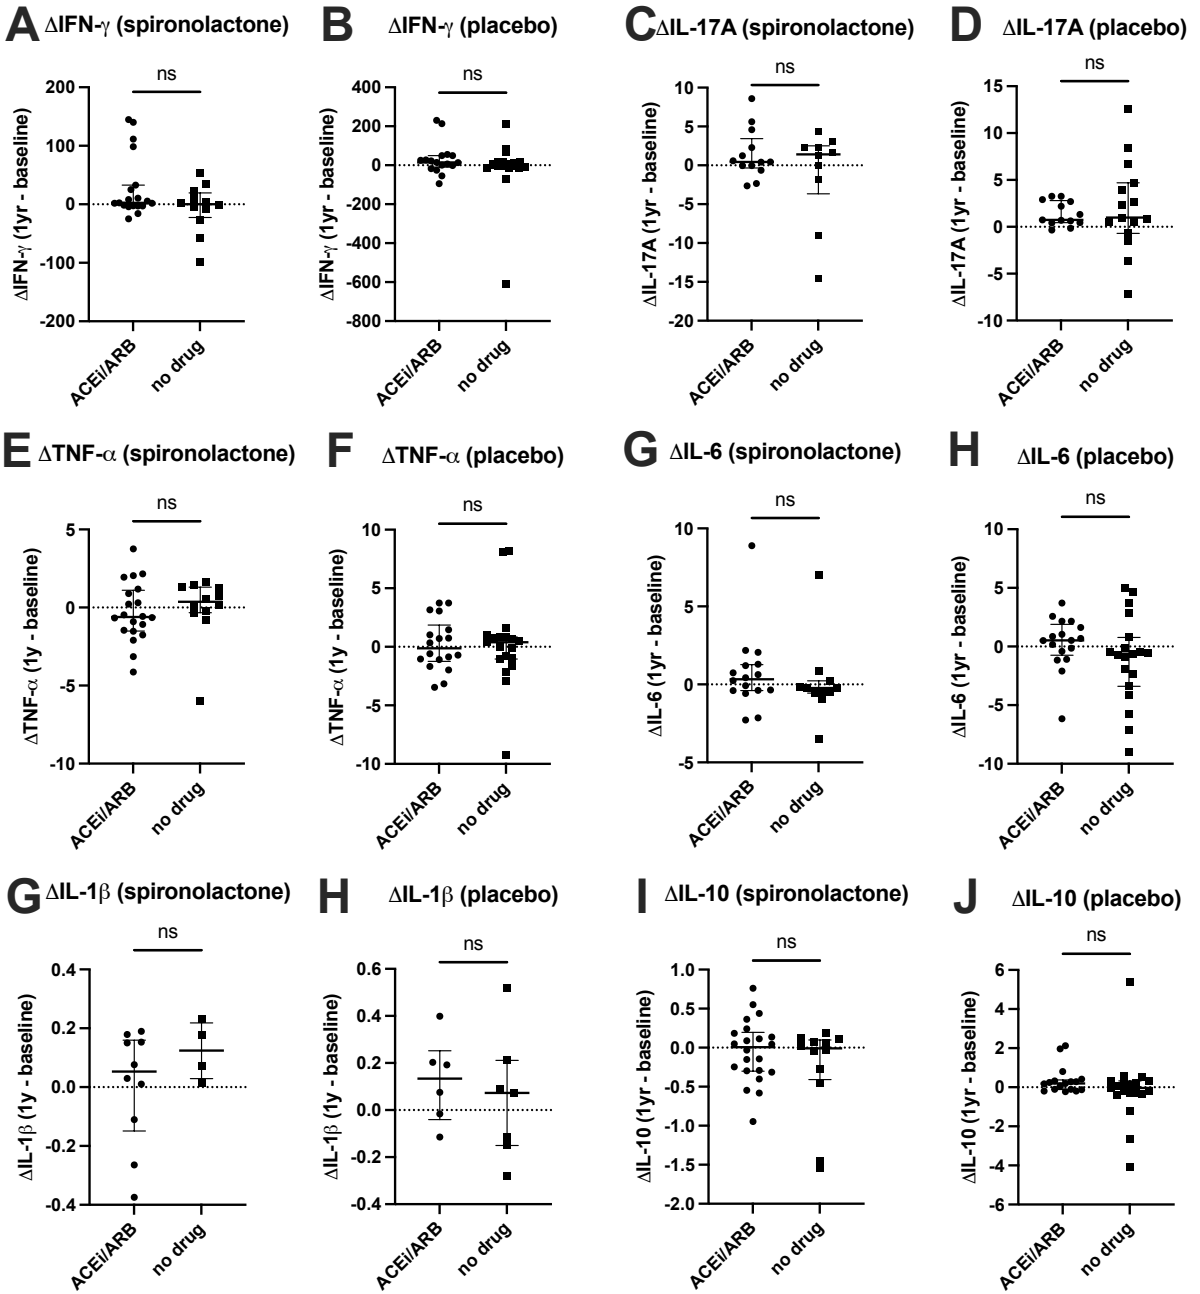 A ΔIFN-γ (spironolactone)
ns
ΔIFN-γ (1yr - baseline)
200
100
0
-100
-200
ACEi/ARB
no drug
B ΔIFN-γ (placebo)
ns
ΔIFN-γ (1yr - baseline)
400
200
0
-200
-400
-600
-800
ACEi/ARB
no drug
C ΔIL-17A (spironolactone)
ns
ΔIL-17A (1yr - baseline)
10
5
0
-5
-10
-15
-20
ACEi/ARB
no drug
D ΔIL-17A (placebo)
ns
ΔIL-17A (1yr - baseline)
15
10
5
0
-5
-10
ACEi/ARB
no drug
E ΔTNF-α (spironolactone)
ns
ΔTNF-α (1y - baseline)
5
0
-5
-10
ACEi/ARB
no drug
F ΔTNF-α (placebo)
ns
ΔTNF-α (1y - baseline)
10
5
0
-5
-10
ACEi/ARB
no drug
G ΔIL-6 (spironolactone)
ns
ΔIL-6 (1yr - baseline)
10
5
0
-5
ACEi/ARB
no drug
H ΔIL-6 (placebo)
ns
ΔIL-6 (1yr - baseline)
10
5
0
-5
-10
ACEi/ARB
no drug
G ΔIL-1β (spironolactone)
ns
ΔIL-1β (1y - baseline)
0.4
0.2
0.0
-0.2
-0.4
ACEi/ARB
no drug
H ΔIL-1β (placebo)
ns
ΔIL-1β (1y - baseline)
0.6
0.4
0.2
0.0
-0.2
-0.4
ACEi/ARB
no drug
I ΔIL-10 (spironolactone)
ns
ΔIL-10 (1yr - baseline)
1.0
0.5
0.0
-0.5
-1.0
-1.5
-2.0
ACEi/ARB
no drug
J ΔIL-10 (placebo)
ns
ΔIL-10 (1yr - baseline)
6
4
2
0
-2
-4
-6
ACEi/ARB
no drug